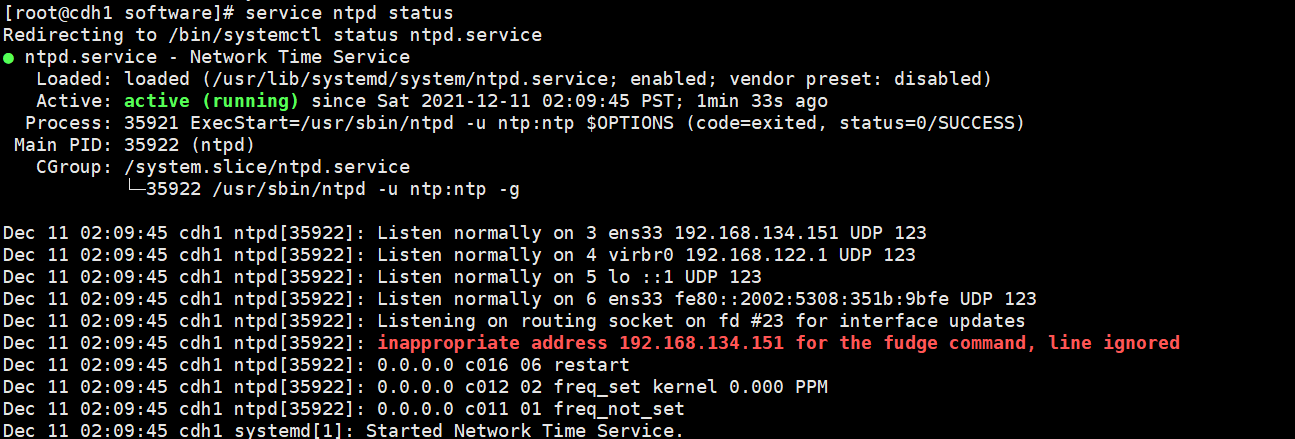 [root@cdh1 software]# service ntpd status
Redirecting to /bin/systemctl status ntpd.service
● ntpd.service - Network Time Service
   Loaded: loaded (/usr/lib/systemd/system/ntpd.service; enabled; vendor preset: disabled)
   Active: active (running) since Sat 2021-12-11 02:09:45 PST; 1min 33s ago
  Process: 35921 ExecStart=/usr/sbin/ntpd -u ntp:ntp $OPTIONS (code=exited, status=0/SUCCESS)
 Main PID: 35922 (ntpd)
   CGroup: /system.slice/ntpd.service
           └─35922 /usr/sbin/ntpd -u ntp:ntp -g

Dec 11 02:09:45 cdh1 ntpd[35922]: Listen normally on 3 ens33 192.168.134.151 UDP 123
Dec 11 02:09:45 cdh1 ntpd[35922]: Listen normally on 4 virbr0 192.168.122.1 UDP 123
Dec 11 02:09:45 cdh1 ntpd[35922]: Listen normally on 5 lo ::1 UDP 123
Dec 11 02:09:45 cdh1 ntpd[35922]: Listen normally on 6 ens33 fe80::2002:5308:351b:9bfe UDP 123
Dec 11 02:09:45 cdh1 ntpd[35922]: Listening on routing socket on fd #23 for interface updates
Dec 11 02:09:45 cdh1 ntpd[35922]: inappropriate address 192.168.134.151 for the fudge command, line ignored
Dec 11 02:09:45 cdh1 ntpd[35922]: 0.0.0.0 c016 06 restart
Dec 11 02:09:45 cdh1 ntpd[35922]: 0.0.0.0 c012 02 freq_set kernel 0.000 PPM
Dec 11 02:09:45 cdh1 ntpd[35922]: 0.0.0.0 c011 01 freq_not_set
Dec 11 02:09:45 cdh1 systemd[1]: Started Network Time Service.